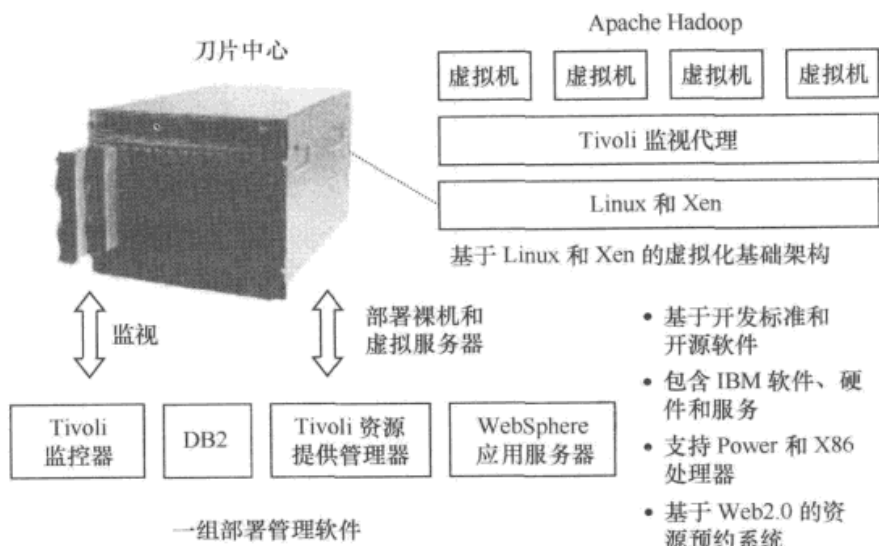 刀片中心
Apache Hadoop
虚拟机
虚拟机
虚拟机
虚拟机
Tivoli 监视代理
Linux 和 Xen
基于 Linux 和 Xen 的虚拟化基础架构
监视
部署裸机和
虚拟服务器
Tivoli
监控器
DB2
Tivoli 资源
提供管理器
WebSphere
应用服务器
一组部署管理软件
• 基于开发标准和
开源软件
• 包含 IBM 软件、硬
件和服务
• 支持 Power 和 X86
处理器
• 基于 Web2.0 的资
源预约系统